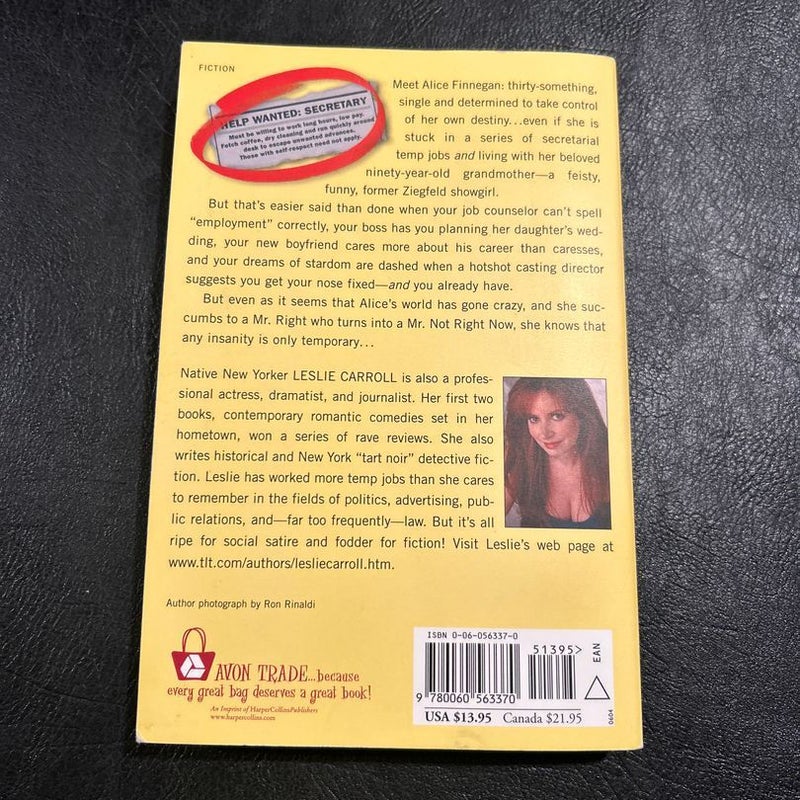 FICTION
HELP WANTED: SECRETARY
Must be willing to work long hours, low pay.
Fetch coffee, dry cleaning and run quickly around
desk to escape unwanted advances.
Those with self-respect need not apply.
Meet Alice Finnegan: thirty-something,
single and determined to take control
of her own destiny...even if she is
stuck in a series of secretarial
temp jobs and living with her beloved
ninety-year-old grandmother—a feisty,
funny, former Ziegfeld showgirl.
But that's easier said than done when your job counselor can't spell
"employment" correctly, your boss has you planning her daughter's wed-
ding, your new boyfriend cares more about his career than caresses,
and your dreams of stardom are dashed when a hotshot casting director
suggests you get your nose fixed—and you already have.
But even as it seems that Alice's world has gone crazy, and she suc-
cumbs to a Mr. Right who turns into a Mr. Not Right Now, she knows that
any insanity is only temporary...
Native New Yorker LESLIE CARROLL is also a profes-
sional actress, dramatist, and journalist. Her first two
books, contemporary romantic comedies set in her
hometown, won a series of rave reviews. She also
writes historical and New York "tart noir" detective fic-
tion. Leslie has worked more temp jobs than she cares
to remember in the fields of politics, advertising, pub-
lic relations, and—far too frequently—law. But it's all
ripe for social satire and fodder for fiction! Visit Leslie's web page at
www.tlt.com/authors/lesliecarroll.htm.
Author photograph by Ron Rinaldi
AVON TRADE...because
every great bag deserves a great book!
An Imprint of HarperCollinsPublishers
www.harpercollins.com
ISBN 0-06-056337-0
51395>
EAN
9 780060 563370
USA $13.95 Canada $21.95
0604